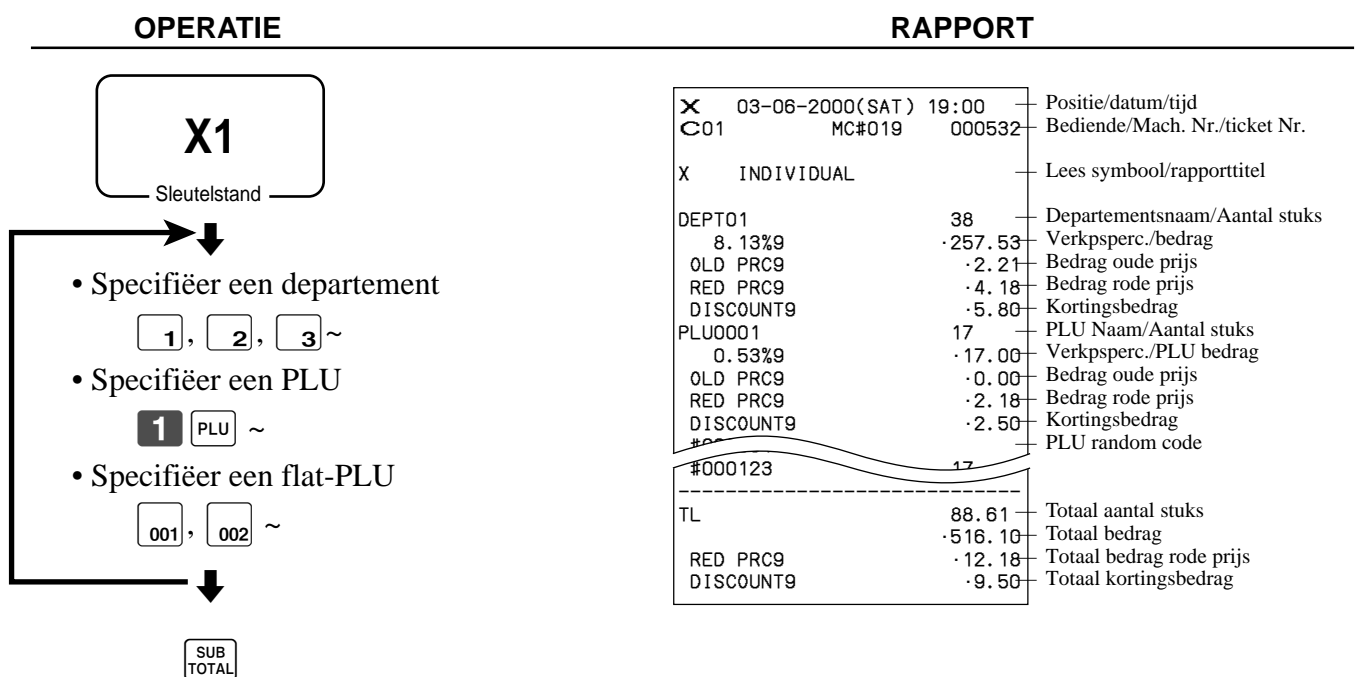 OPERATIE
RAPPORT
X1
Sleutelstand
• Specifiëer een departement
1, 2, 3~
• Specifiëer een PLU
1 PLU ~
• Specifiëer een flat-PLU
001, 002 ~
SUB
TOTAL
X 03-06-2000(SAT) 19:00 Positie/datum/tijd
C01 MC#019 000532 Bediende/Mach. Nr./ticket Nr.
X INDIVIDUAL Lees symbool/rapporttitel
DEPT01 38 Departementsnaam/Aantal stuks
8.13%9 ·257.53 Verkpsperc./bedrag
OLD PRC9 ·2.21 Bedrag oude prijs
RED PRC9 ·4.18 Bedrag rode prijs
DISCOUNT9 ·5.80 Kortingsbedrag
PLU0001 17 PLU Naam/Aantal stuks
0.53%9 ·17.00 Verkpsperc./PLU bedrag
OLD PRC9 ·0.00 Bedrag oude prijs
RED PRC9 ·2.18 Bedrag rode prijs
DISCOUNT9 ·2.50 Kortingsbedrag
PLU random code
#000123 17
TL 88.61 Totaal aantal stuks
·516.10 Totaal bedrag
RED PRC9 ·12.18 Totaal bedrag rode prijs
DISCOUNT9 ·9.50 Totaal kortingsbedrag